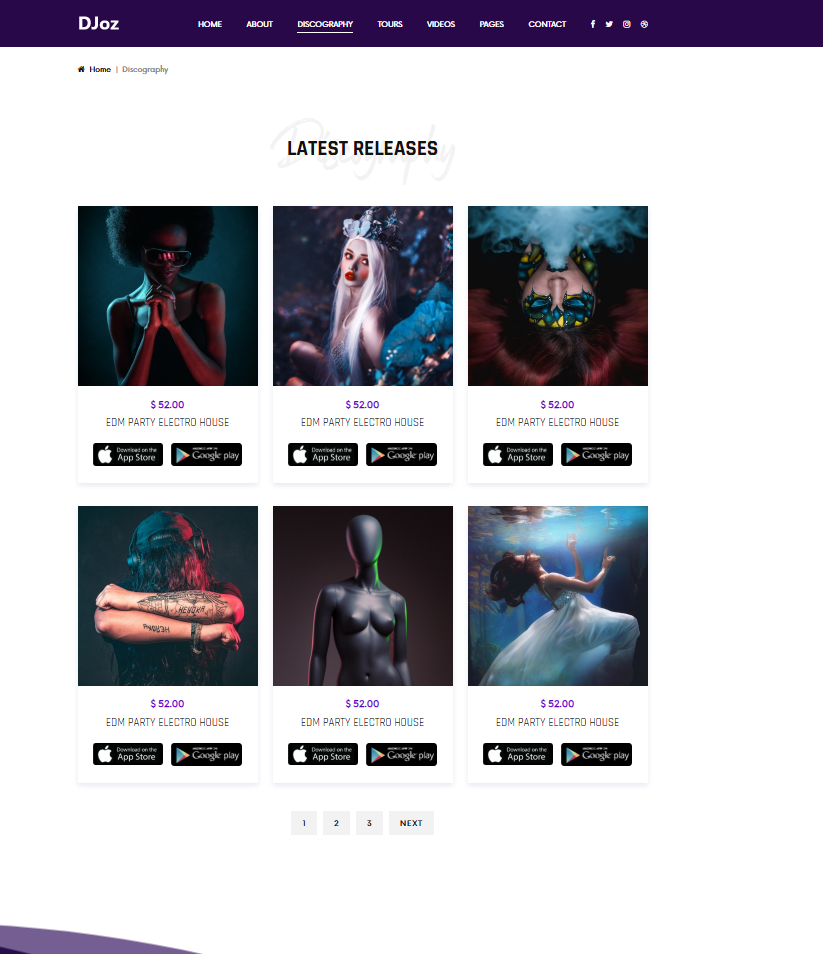 DJoz HOME ABOUT DISCOGRAPHY TOURS VIDEOS PAGES CONTACT
Home | Discography
Discography
LATEST RELEASES
$ 52.00 $ 52.00 $ 52.00
EDM PARTY ELECTRO HOUSE EDM PARTY ELECTRO HOUSE EDM PARTY ELECTRO HOUSE
Download on the Download on the Download on the
App Store Google play App Store Google play App Store Google play
HENDRIX
$ 52.00 $ 52.00 $ 52.00
EDM PARTY ELECTRO HOUSE EDM PARTY ELECTRO HOUSE EDM PARTY ELECTRO HOUSE
Download on the Download on the Download on the
App Store Google play App Store Google play App Store Google play
1 2 3 NEXT